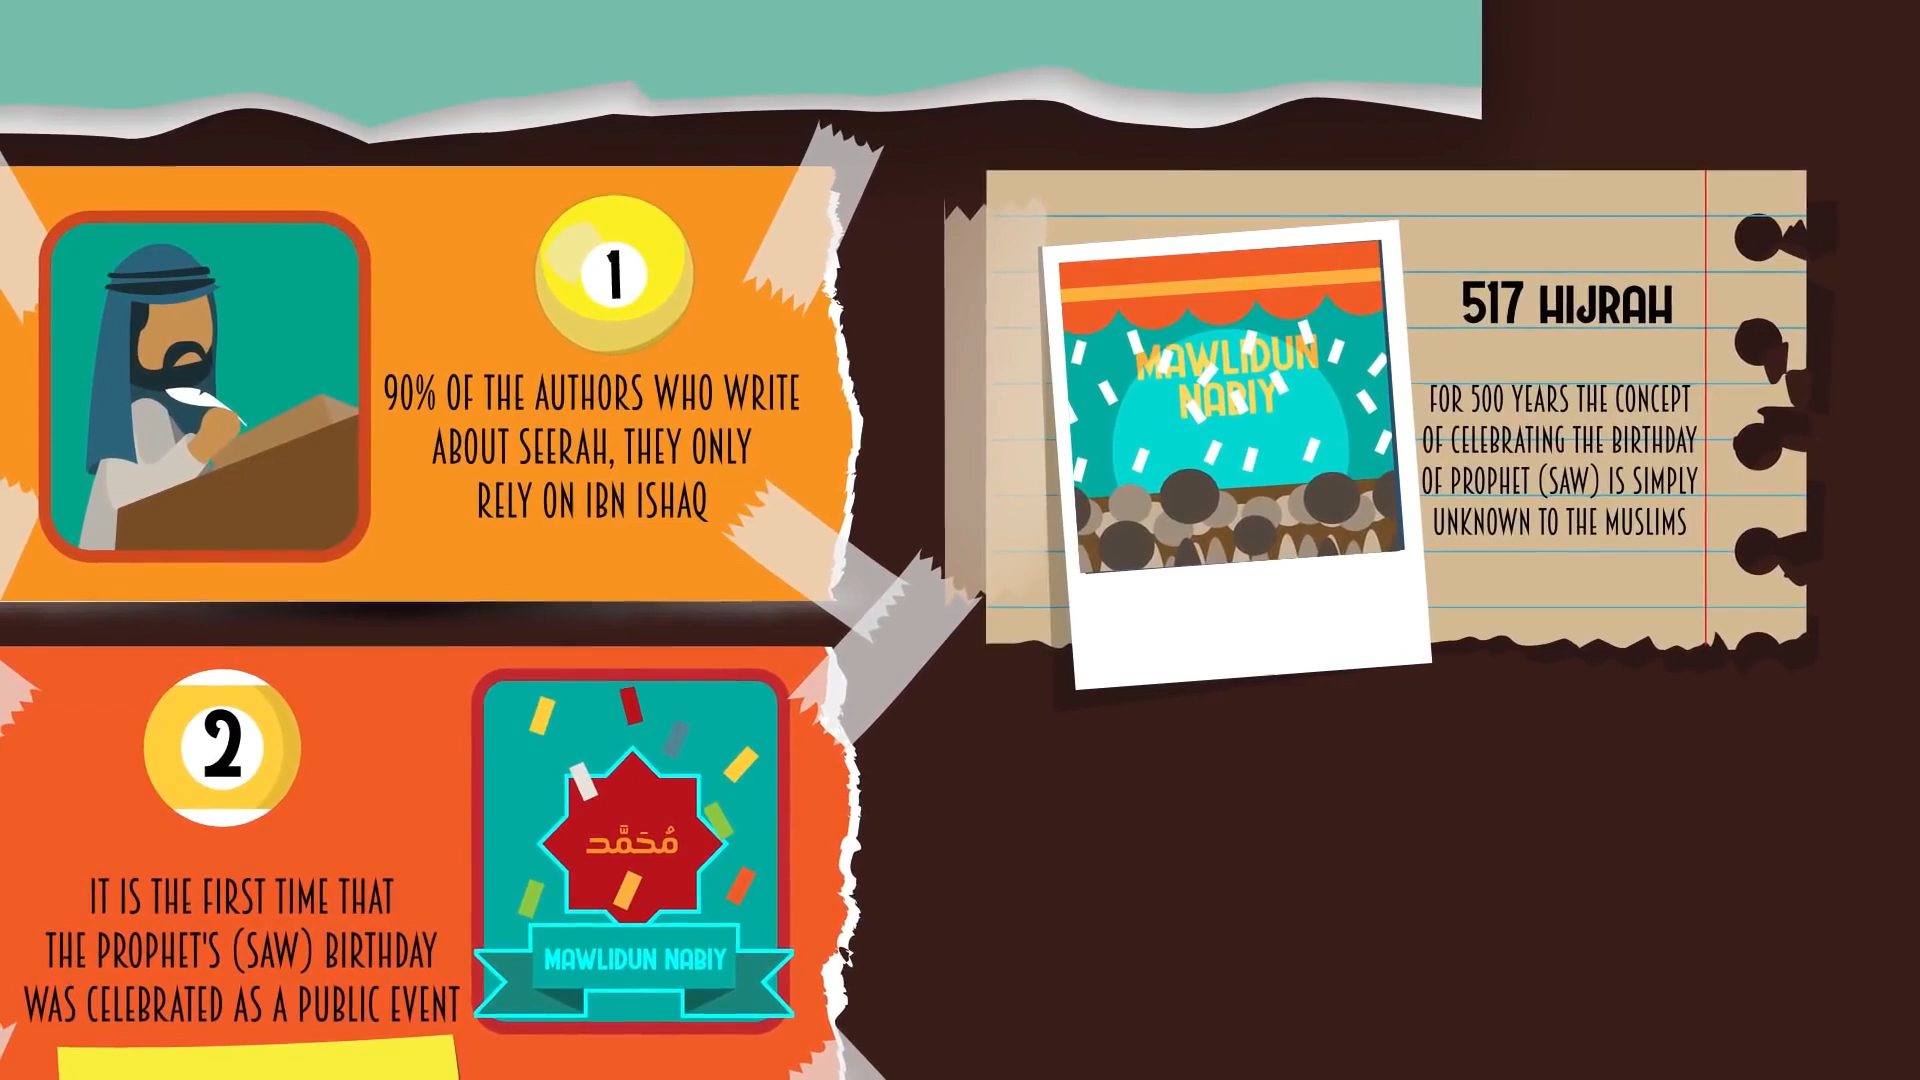 1
90% OF THE AUTHORS WHO WRITE
ABOUT SEERAH, THEY ONLY
RELY ON IBN ISHAQ
2
IT IS THE FIRST TIME THAT
THE PROPHET'S (SAW) BIRTHDAY
WAS CELEBRATED AS A PUBLIC EVENT
مُحَمَّد
MAWLIDUN NABIY
MAWLIDUN
NABIY
517 HIJRAH
FOR 500 YEARS THE CONCEPT
OF CELEBRATING THE BIRTHDAY
OF PROPHET (SAW) IS SIMPLY
UNKNOWN TO THE MUSLIMS